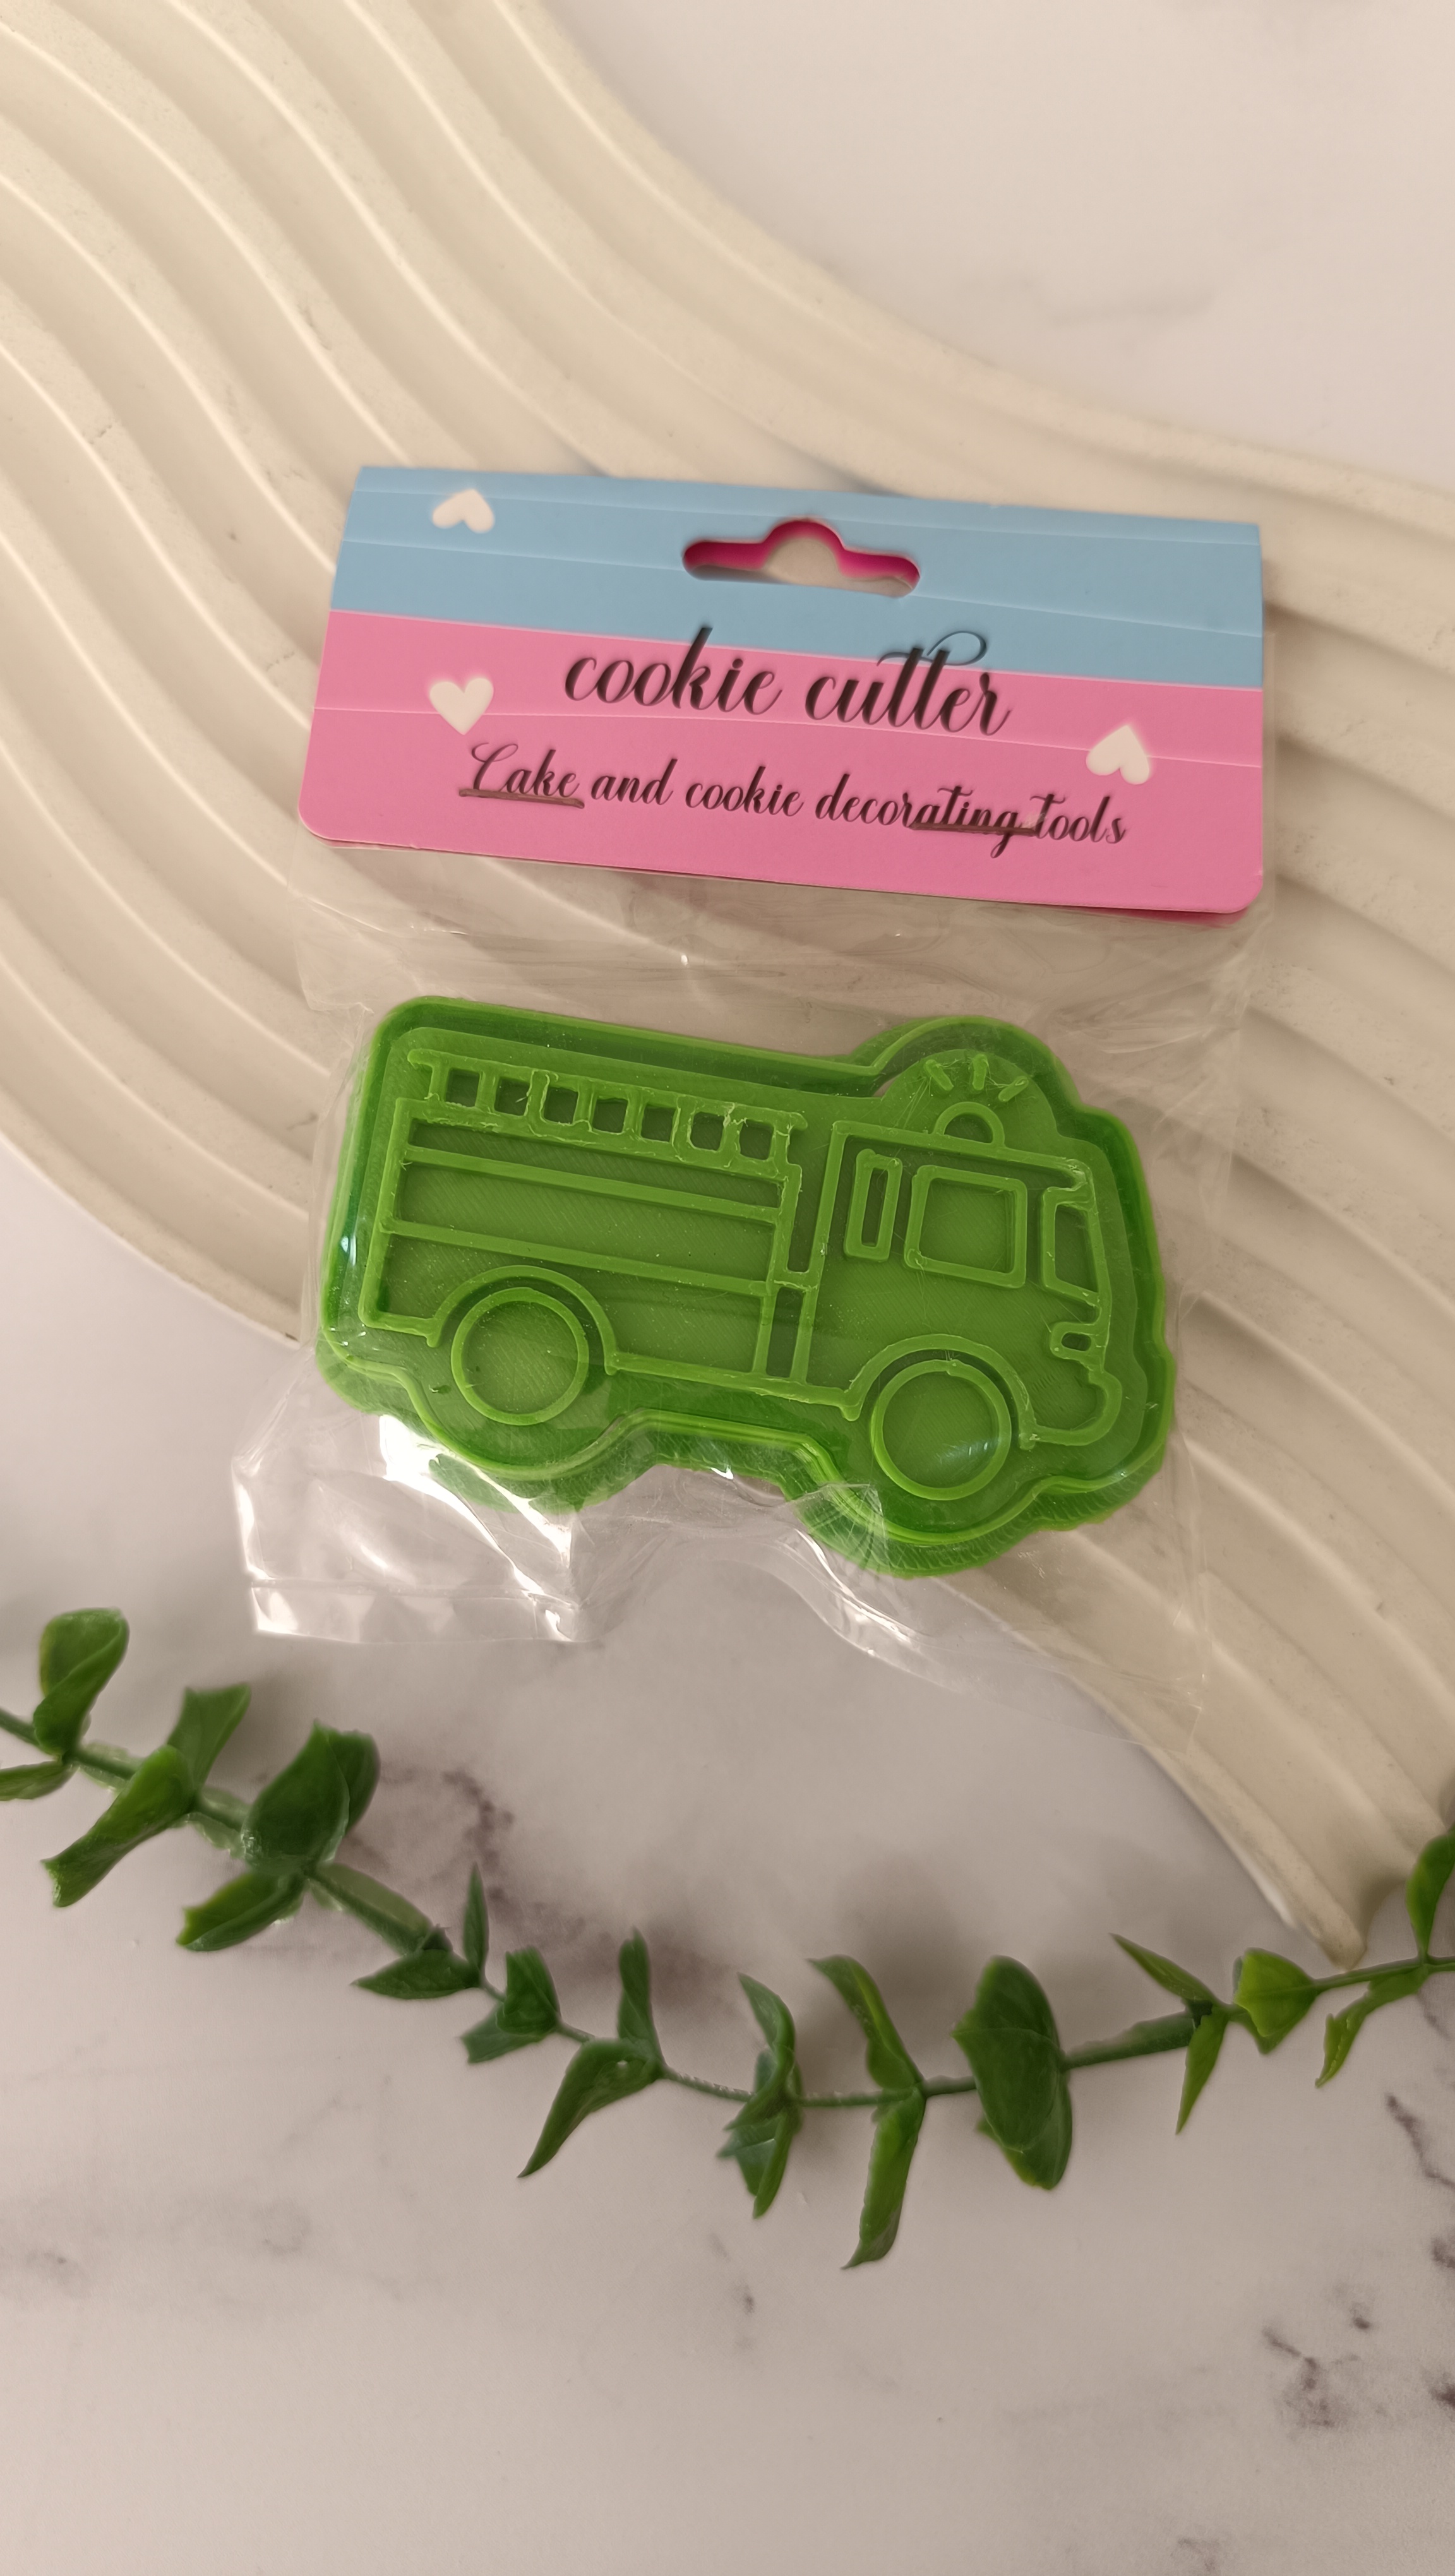 cookie cutter
Cake and cookie decorating tools